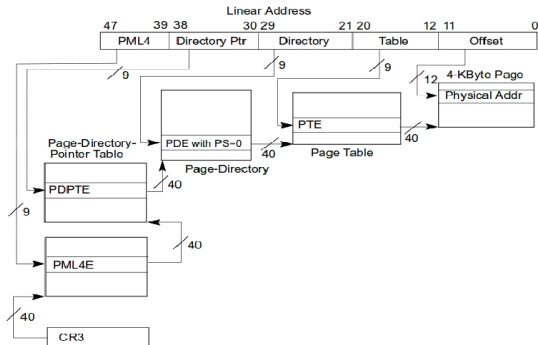 Linear Address
47 39 38 30 29 21 20 12 11 0
PML4 Directory Ptr Directory Table Offset
9 9 9 12 4-KByte Page
Physical Addr
PDE with PS=0
PTE
40 40
Page-Directory-
Pointer Table
Page-Directory
Page Table
PDPTE
40
9
40
PML4E
40
CR3